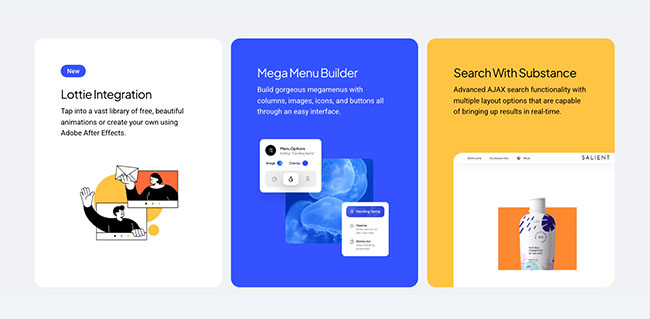 New
Lottie Integration
Tap into a vast library of free, beautiful
animations or create your own using
Adobe After Effects.
Mega Menu Builder
Build gorgeous megamenus with
columns, images, icons, and buttons all
through an easy interface.
Menu Options
Image
Overlay
Trending Items
Cleanse
Moisturize
Search With Substance
Advanced AJAX search functionality with
multiple layout options that are capable
of bringing up results in real-time.
Skincare
Accessories
New
SALIENT